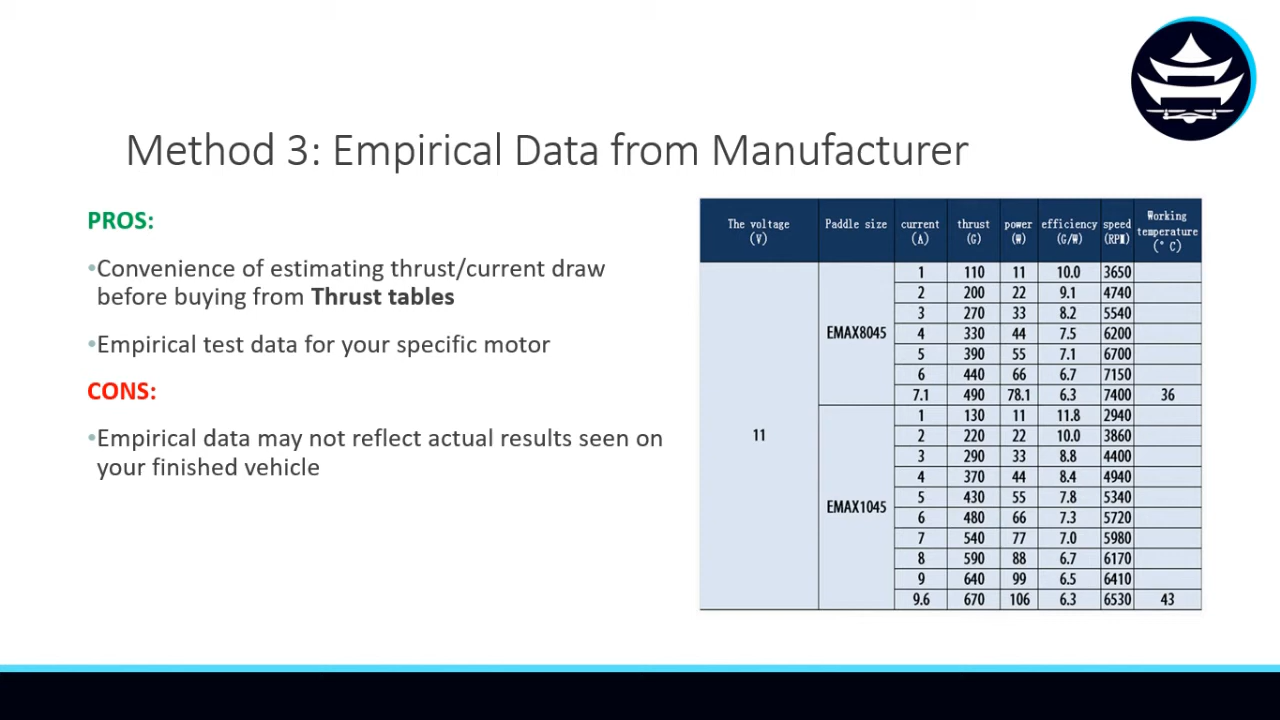 Method 3: Empirical Data from Manufacturer
PROS:
•Convenience of estimating thrust/current draw
before buying from Thrust tables
•Empirical test data for your specific motor
CONS:
•Empirical data may not reflect actual results seen on
your finished vehicle
The voltage (V) Paddle size current (A) thrust (G) power (W) efficiency (G/W) speed (RPM) Working temperature (° C)
11
EMAX8045
1 110 11 10.0 3650
2 200 22 9.1 4740
3 270 33 8.2 5540
4 330 44 7.5 6200
5 390 55 7.1 6700
6 440 66 6.7 7150
7.1 490 78.1 6.3 7400 36
EMAX1045
1 130 11 11.8 2940
2 220 22 10.0 3860
3 290 33 8.8 4400
4 370 44 8.4 4940
5 430 55 7.8 5340
6 480 66 7.3 5720
7 540 77 7.0 5980
8 590 88 6.7 6170
9 640 99 6.5 6410
9.6 670 106 6.3 6530 43